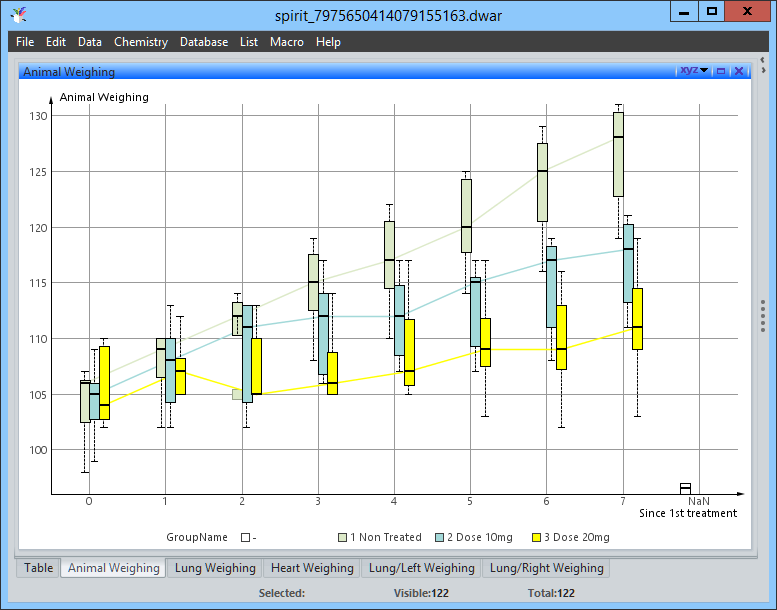 spirit_7975650414079155163.dwar
File Edit Data Chemistry Database List Macro Help
Animal Weighing xyz
Animal Weighing
130
125
120
115
110
105
100
0 1 2 3 4 5 6 7 NaN
Since 1st treatment
GroupName - 1 Non Treated 2 Dose 10mg 3 Dose 20mg
Table Animal Weighing Lung Weighing Heart Weighing Lung/Left Weighing Lung/Right Weighing
Selected: Visible:122 Total:122